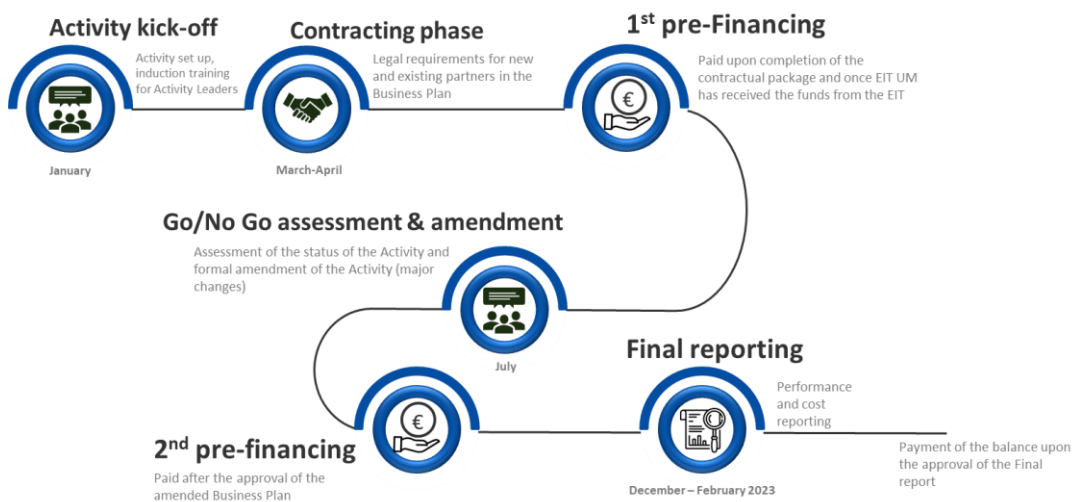 Activity kick-off
Activity set up,
induction training
for Activity Leaders
January
Contracting phase
Legal requirements for new
and existing partners in the
Business Plan
March-April
1st pre-Financing
Paid upon completion of the
contractual package and once EIT UM
has received the funds from the EIT
€
Go/No Go assessment & amendment
Assessment of the status of the Activity and
formal amendment of the Activity (major
changes)
July
2nd pre-financing
Paid after the approval of the
amended Business Plan
€
Final reporting
Performance
and cost
reporting
December – February 2023
Payment of the balance upon
the approval of the Final
report